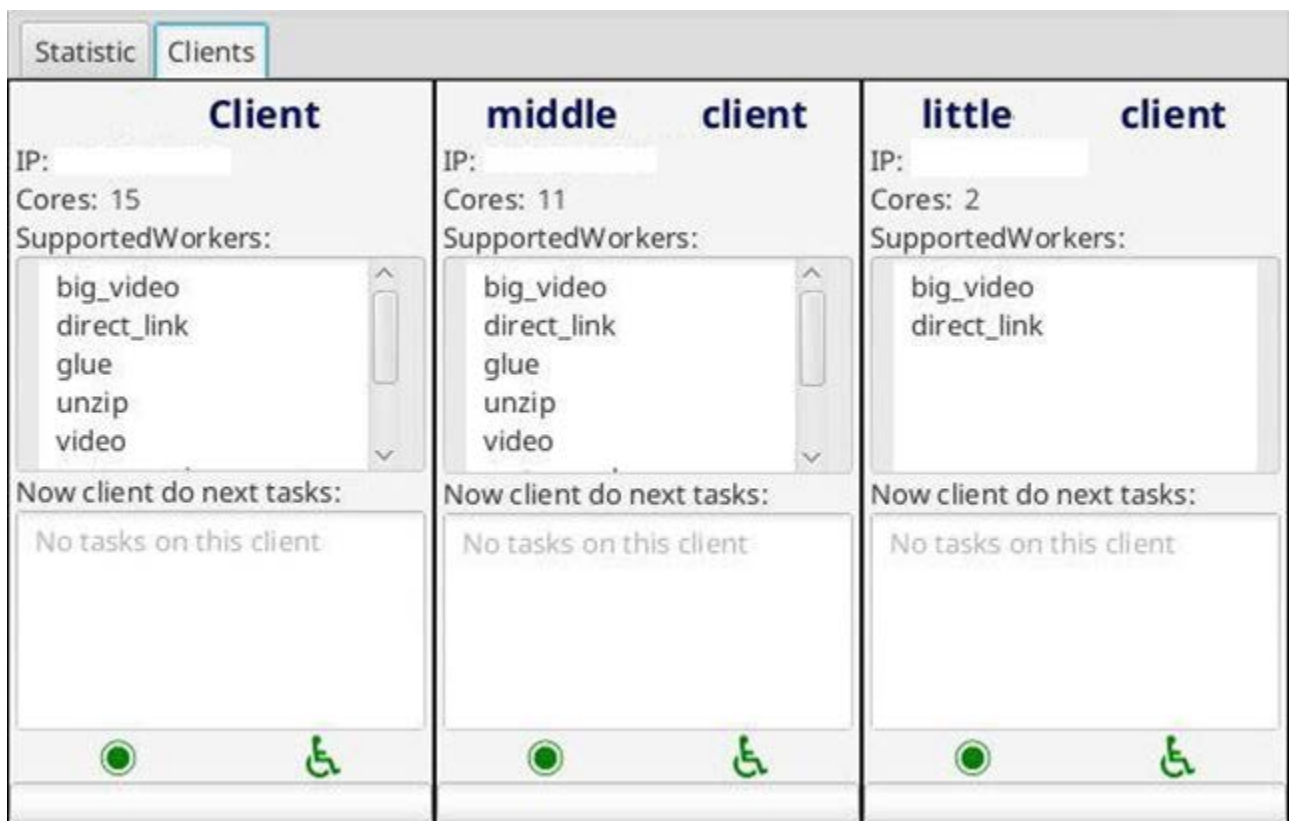 Statistic Clients
Client
IP:
Cores: 15
SupportedWorkers:
big_video
direct_link
glue
unzip
video
Now client do next tasks:
No tasks on this client
middle client
IP:
Cores: 11
SupportedWorkers:
big_video
direct_link
glue
unzip
video
Now client do next tasks:
No tasks on this client
little client
IP:
Cores: 2
SupportedWorkers:
big_video
direct_link
Now client do next tasks:
No tasks on this client